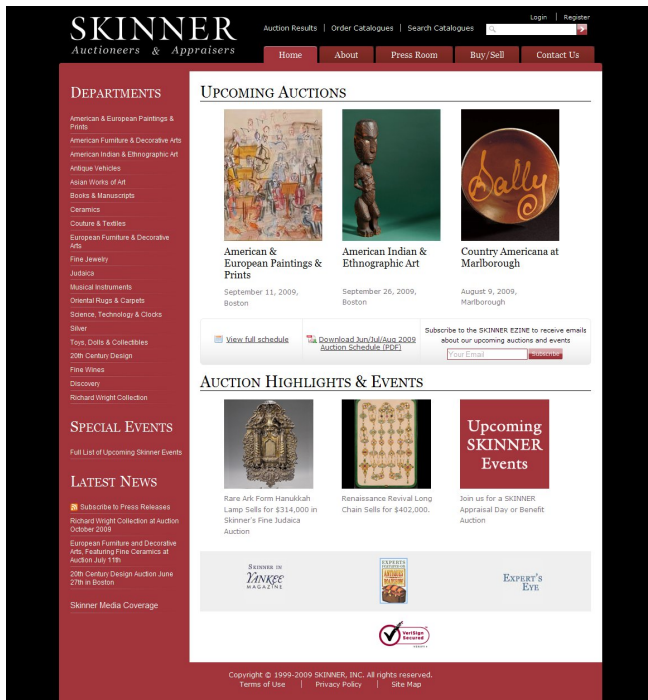 SKINNER
Auctioneers & Appraisers
Login | Register
Auction Results | Order Catalogues | Search Catalogues
Home
About
Press Room
Buy/Sell
Contact Us
DEPARTMENTS
American & European Paintings &
Prints
American Furniture & Decorative Arts
American Indian & Ethnographic Art
Antique Vehicles
Asian Works of Art
Books & Manuscripts
Ceramics
Couture & Textiles
European Furniture & Decorative
Arts
Fine Jewelry
Judaica
Musical Instruments
Oriental Rugs & Carpets
Science, Technology & Clocks
Silver
Toys, Dolls & Collectibles
20th Century Design
Fine Wines
Discovery
Richard Wright Collection
SPECIAL EVENTS
Full List of Upcoming Skinner Events
LATEST NEWS
Subscribe to Press Releases
Richard Wright Collection at Auction
October 2009
European Furniture and Decorative
Arts, Featuring Fine Ceramics at
Auction July 11th
20th Century Design Auction June
27th in Boston
Skinner Media Coverage
UPCOMING AUCTIONS
Sally
American &
European Paintings &
Prints
September 11, 2009,
Boston
American Indian &
Ethnographic Art
September 26, 2009,
Boston
Country Americana at
Marlborough
August 9, 2009,
Marlborough
View full schedule
Download Jun/Jul/Aug 2009
Auction Schedule (PDF)
Subscribe to the SKINNER EZINE to receive emails
about our upcoming auctions and events
Your Email
Subscribe
AUCTION HIGHLIGHTS & EVENTS
Upcoming
SKINNER
Events
Rare Ark Form Hanukkah
Lamp Sells for $314,000 in
Skinner's Fine Judaica
Auction
Renaissance Revival Long
Chain Sells for $402,000.
Join us for a SKINNER
Appraisal Day or Benefit
Auction
SKINNER IN
YANKEE
MAGAZINE
EXPERTS
ANTIQUES
EXPERT'S
EYE
VeriSign
Secured
Copyright © 1999-2009 SKINNER, INC. All rights reserved.
Terms of Use | Privacy Policy | Site Map